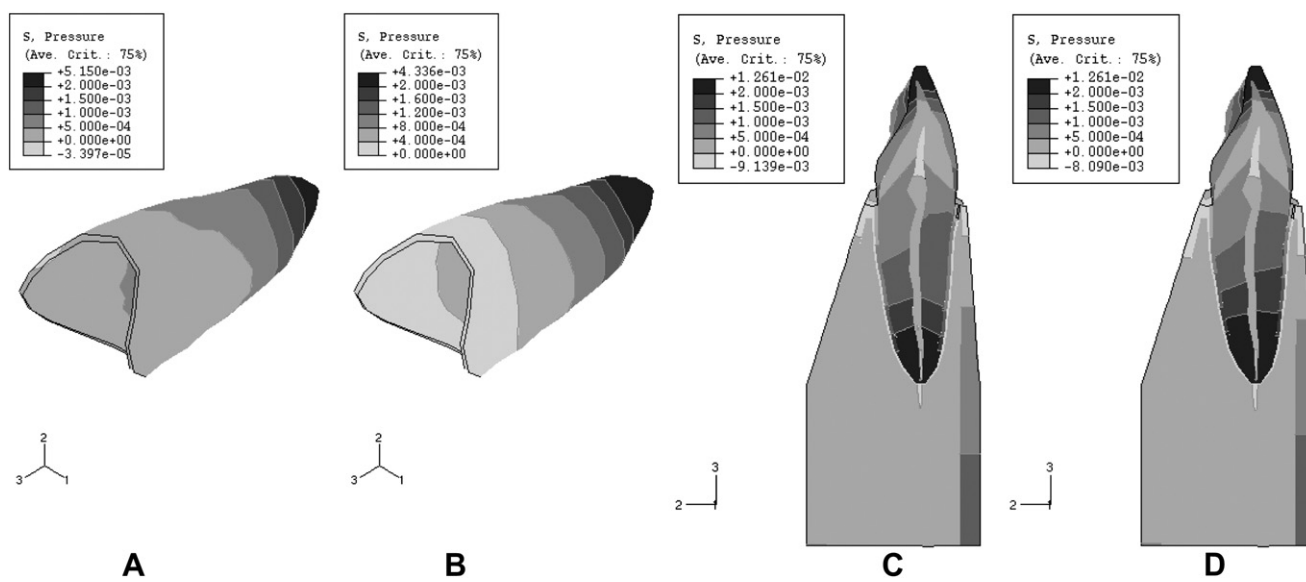 S, Pressure
(Ave. Crit.: 75%)
+5.150e-03
+2.000e-03
+1.500e-03
+1.000e-03
+5.000e-04
+0.000e+00
-3.397e-05
2
3
1
A
S, Pressure
(Ave. Crit.: 75%)
+4.336e-03
+2.000e-03
+1.600e-03
+1.200e-03
+8.000e-04
+4.000e-04
+0.000e+00
2
3
1
B
S, Pressure
(Ave. Crit.: 75%)
+1.261e-02
+2.000e-03
+1.500e-03
+1.000e-03
+5.000e-04
+0.000e+00
-9.139e-03
3
2
1
C
S, Pressure
(Ave. Crit.: 75%)
+1.261e-02
+2.000e-03
+1.500e-03
+1.000e-03
+5.000e-04
+0.000e+00
-8.090e-03
3
2
1
D